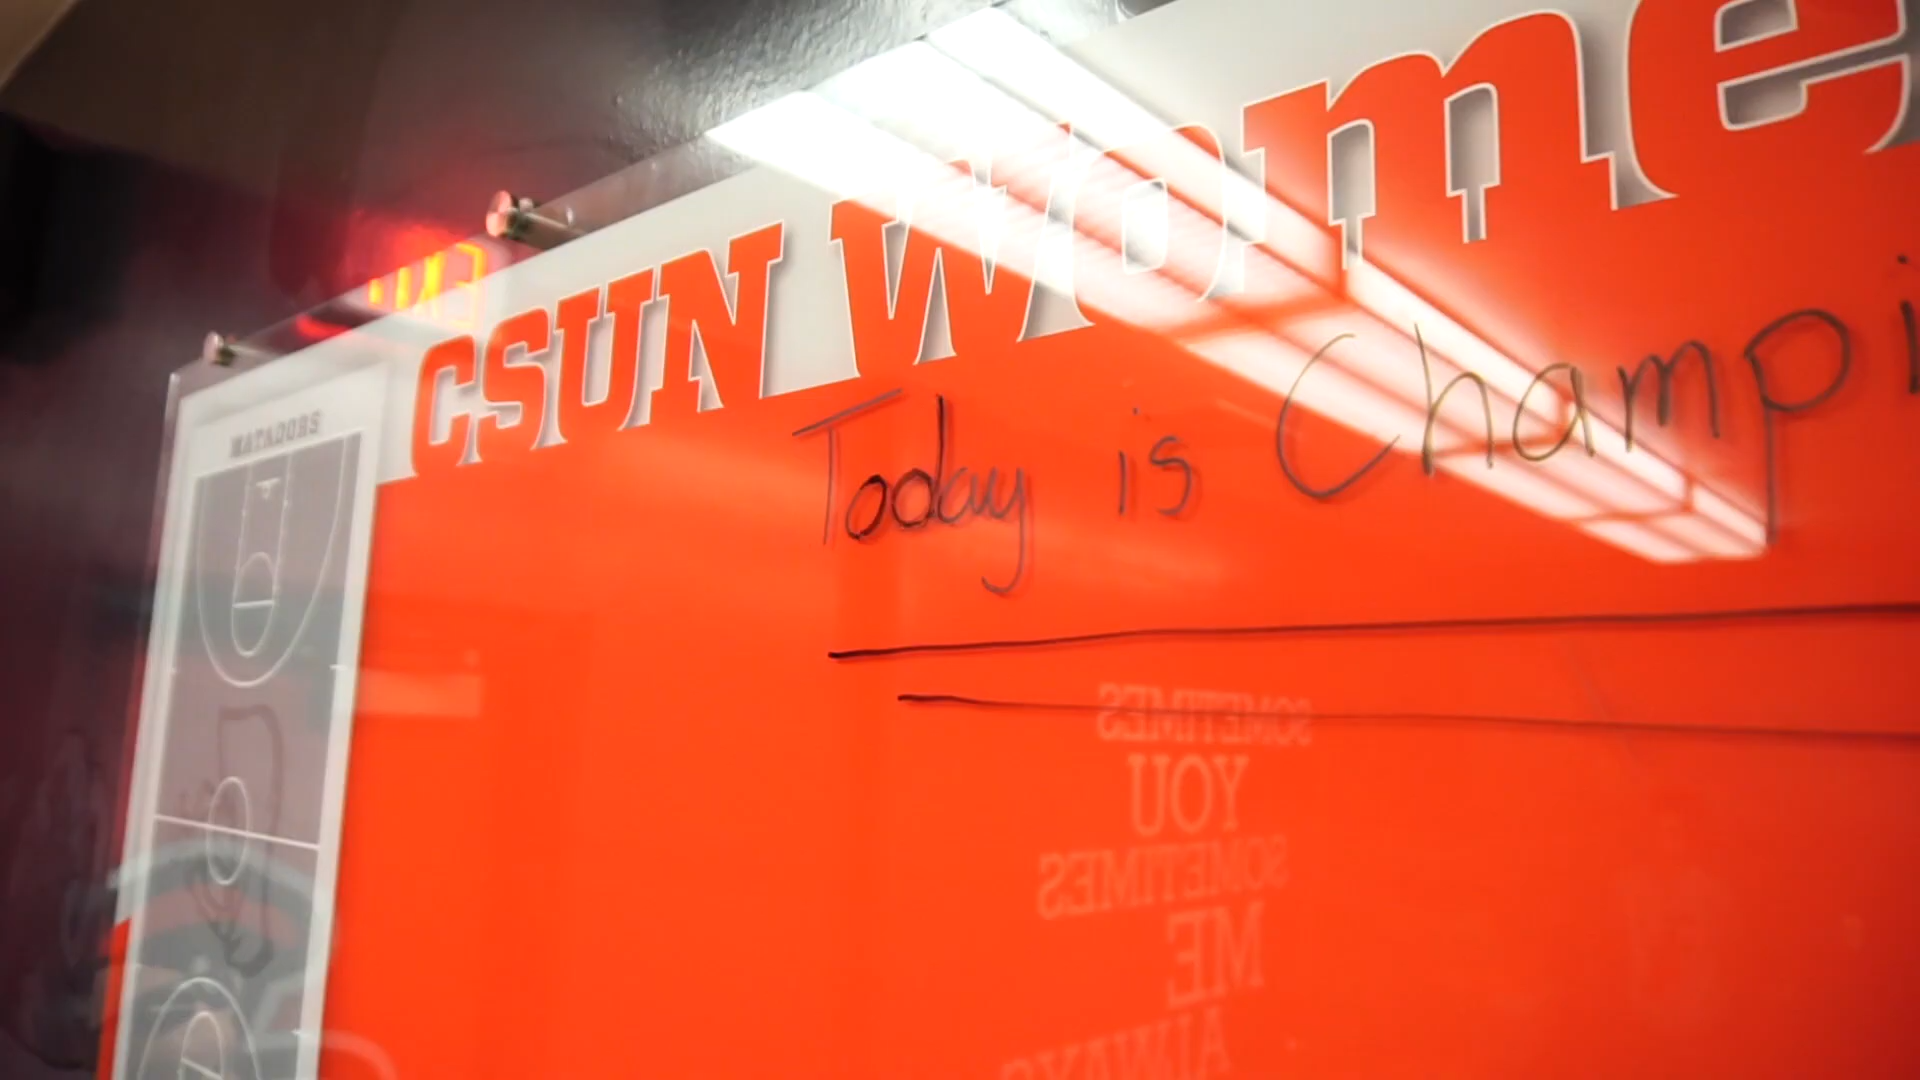 CSUN Wome
MATADORS
Today is Champi
SOMETIMES
YOU
SOMETIMES
ME
ALWAYS